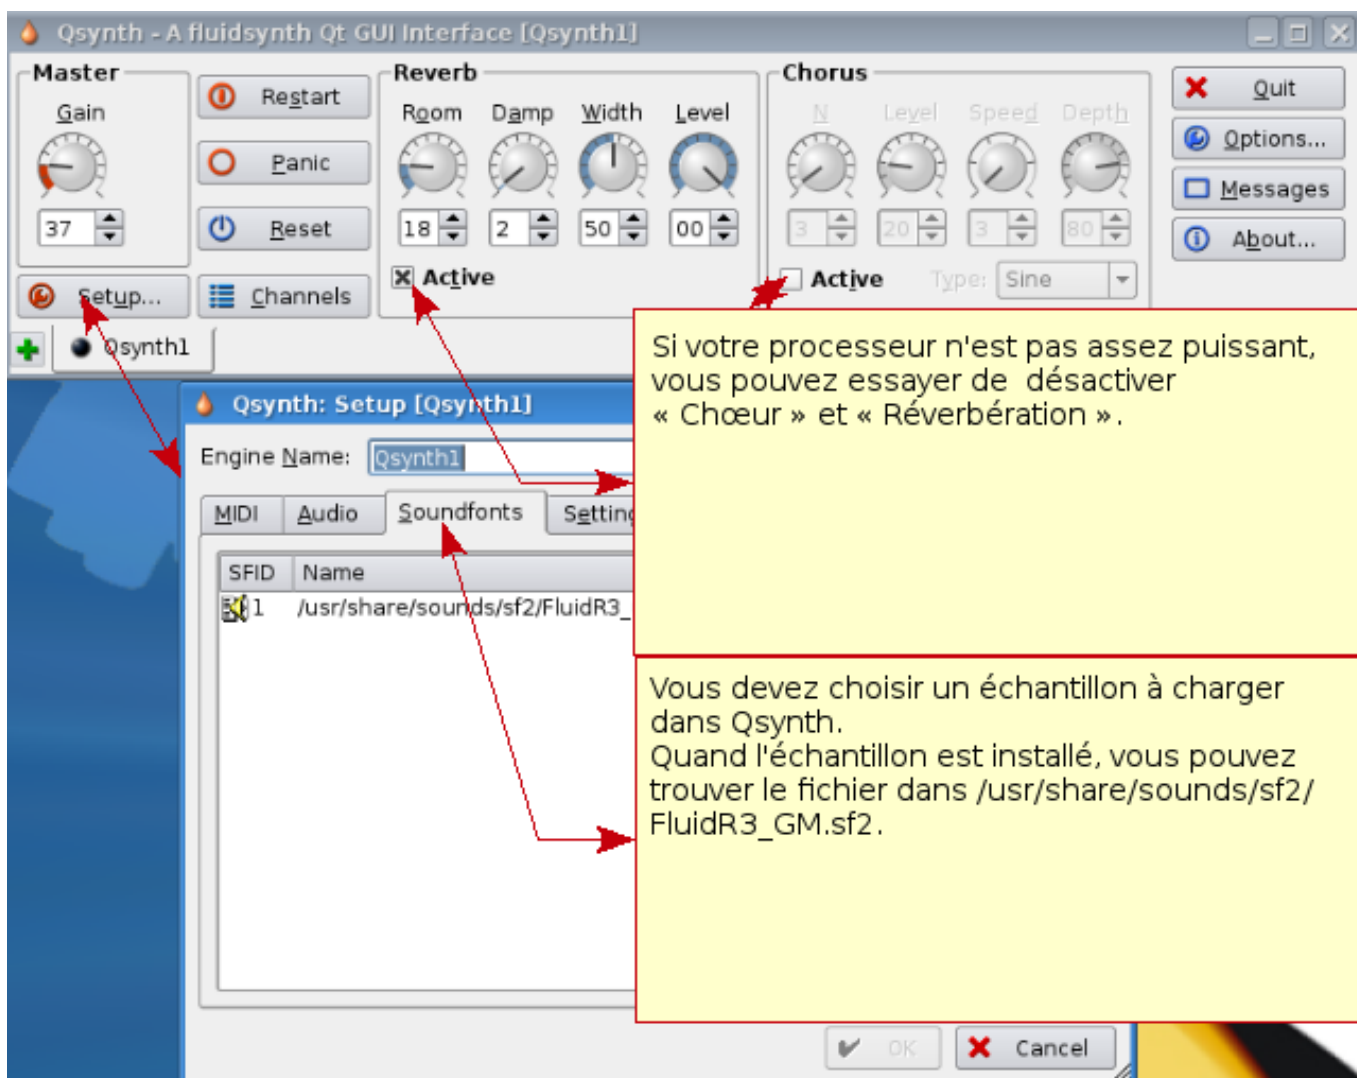 Qsynth - A fluidsynth Qt GUI Interface [Qsynth1]
Master
Reverb
Chorus
Gain
Restart
Room Damp Width Level
N Level Speed Depth
Quit
Options...
Panic
Messages
37
Reset
18 2 50 00
3 20 3 80
About...
Setup...
Channels
Active
Active Type: Sine
Qsynth1
Si votre processeur n'est pas assez puissant,
vous pouvez essayer de désactiver
« Chœur » et « Réverbération ».
Qsynth: Setup [Qsynth1]
Engine Name: Qsynth1
MIDI Audio Soundfonts
SFID Name
1 /usr/share/sounds/sf2/FluidR3_
Vous devez choisir un échantillon à charger
dans Qsynth.
Quand l'échantillon est installé, vous pouvez
trouver le fichier dans /usr/share/sounds/sf2/
FluidR3_GM.sf2.
OK Cancel